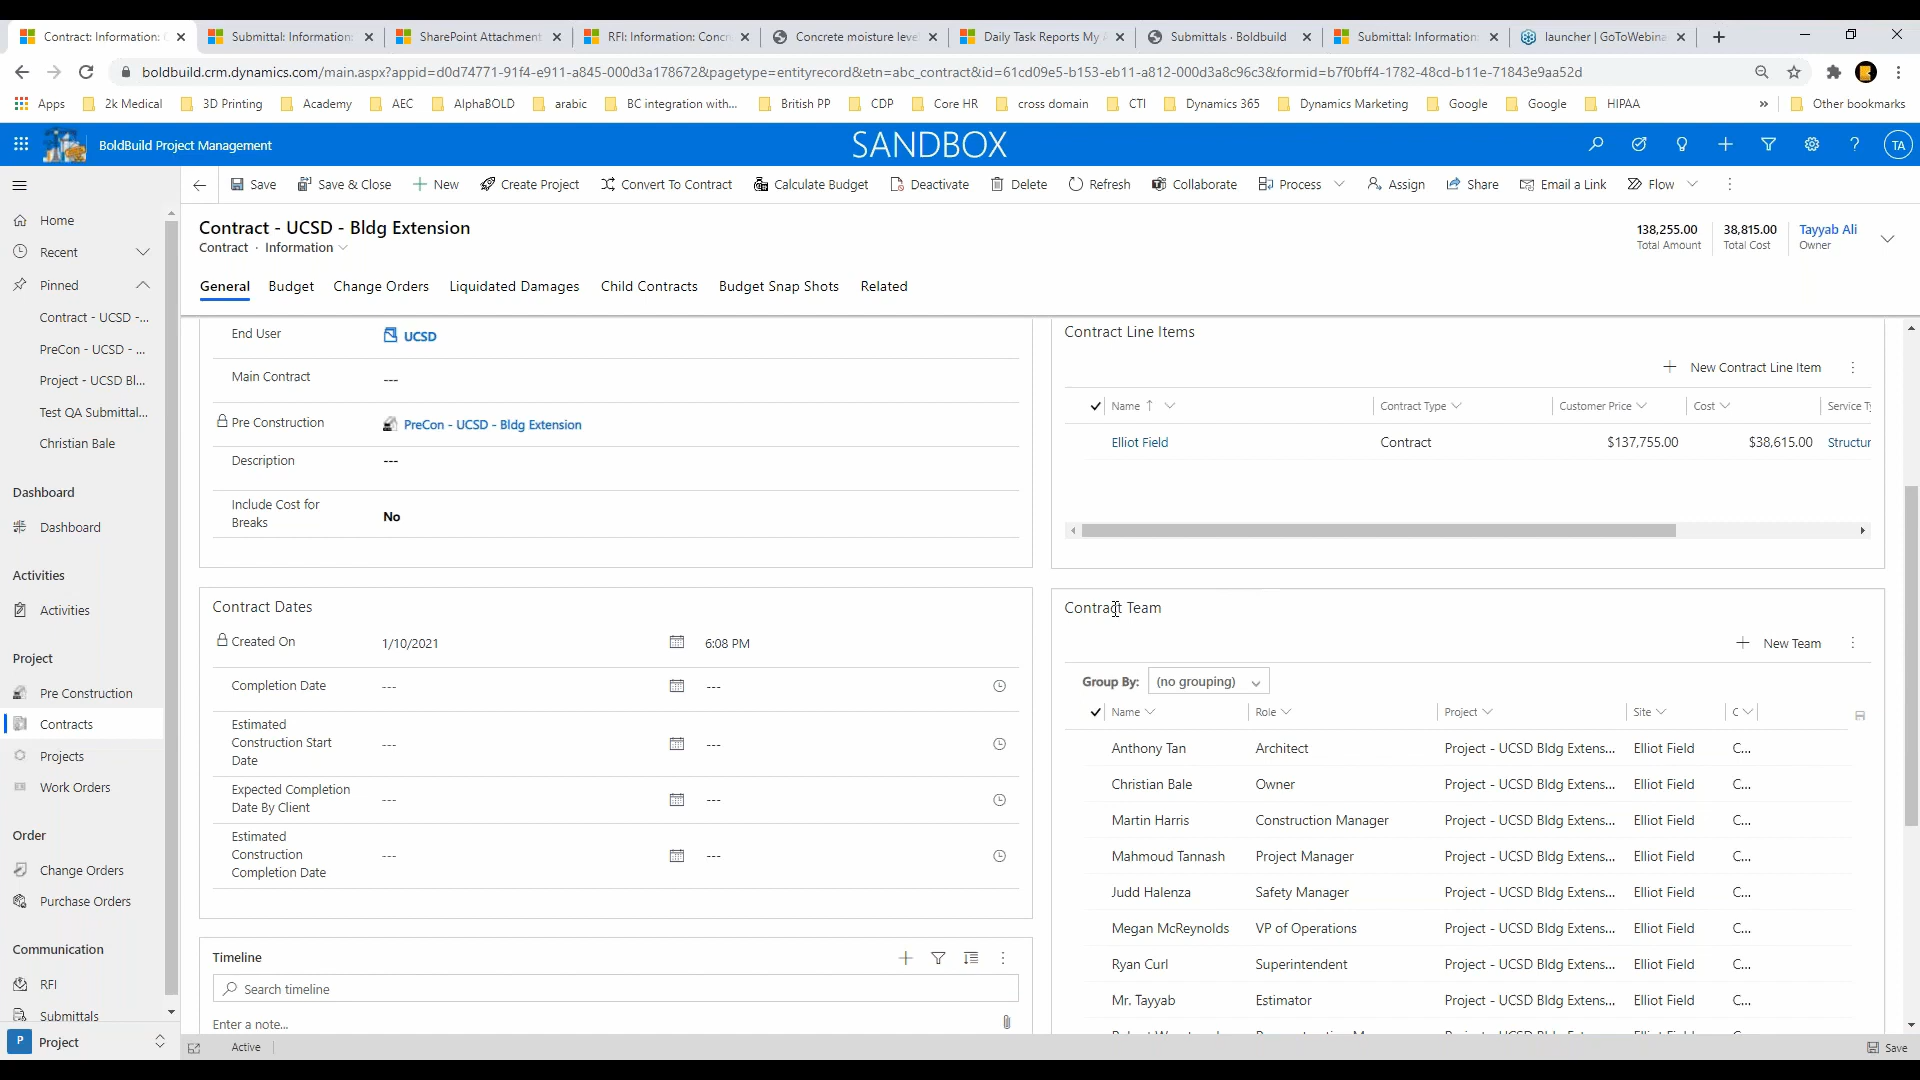 Contract: Information:
Submittal: Information:
SharePoint Attachment
RFI: Information: Concr
Concrete moisture leve
Daily Task Reports My
Submittals · Boldbuild
Submittal: Information:
launcher | GoToWebina
boldbuild.crm.dynamics.com/main.aspx?appid=d0d74771-91f4-e911-a845-000d3a178672&pagetype=entityrecord&etn=abc_contract&id=61cd09e5-b153-eb11-a812-000d3a8c96c3&formid=b7f0bff4-1782-48cd-b11e-71843e9aa52d
Apps
2k Medical
3D Printing
Academy
AEC
AlphaBOLD
arabic
BC integration with...
British PP
CDP
Core HR
cross domain
CTI
Dynamics 365
Dynamics Marketing
Google
Google
HIPAA
»
Other bookmarks
BoldBuild Project Management
SANDBOX
TA
Save
Save & Close
New
Create Project
Convert To Contract
Calculate Budget
Deactivate
Delete
Refresh
Collaborate
Process
Assign
Share
Email a Link
Flow
Home
Recent
Pinned
Contract - UCSD -...
PreCon - UCSD - ...
Project - UCSD Bl...
Test QA Submittal...
Christian Bale
Dashboard
Dashboard
Activities
Activities
Project
Pre Construction
Contracts
Projects
Work Orders
Order
Change Orders
Purchase Orders
Communication
RFI
Submittals
P Project
Contract - UCSD - Bldg Extension
Contract · Information
138,255.00
Total Amount
38,815.00
Total Cost
Tayyab Ali
Owner
General
Budget
Change Orders
Liquidated Damages
Child Contracts
Budget Snap Shots
Related
End User
UCSD
Main Contract
---
Pre Construction
PreCon - UCSD - Bldg Extension
Description
---
Include Cost for
Breaks
No
Contract Dates
Created On
1/10/2021
6:08 PM
Completion Date
---
---
Estimated
Construction Start
Date
---
---
Expected Completion
Date By Client
---
---
Estimated
Construction
Completion Date
---
---
Timeline
Search timeline
Enter a note...
Contract Line Items
New Contract Line Item
Name
Contract Type
Customer Price
Cost
Service Ty
Elliot Field
Contract
$137,755.00
$38,615.00
Structur
Contract Team
New Team
Group By:
(no grouping)
Name
Role
Project
Site
C
Anthony Tan Architect Project - UCSD Bldg Extens... Elliot Field C...
Christian Bale Owner Project - UCSD Bldg Extens... Elliot Field C...
Martin Harris Construction Manager Project - UCSD Bldg Extens... Elliot Field C...
Mahmoud Tannash Project Manager Project - UCSD Bldg Extens... Elliot Field C...
Judd Halenza Safety Manager Project - UCSD Bldg Extens... Elliot Field C...
Megan McReynolds VP of Operations Project - UCSD Bldg Extens... Elliot Field C...
Ryan Curl Superintendent Project - UCSD Bldg Extens... Elliot Field C...
Mr. Tayyab Estimator Project - UCSD Bldg Extens... Elliot Field C...
Active
Save